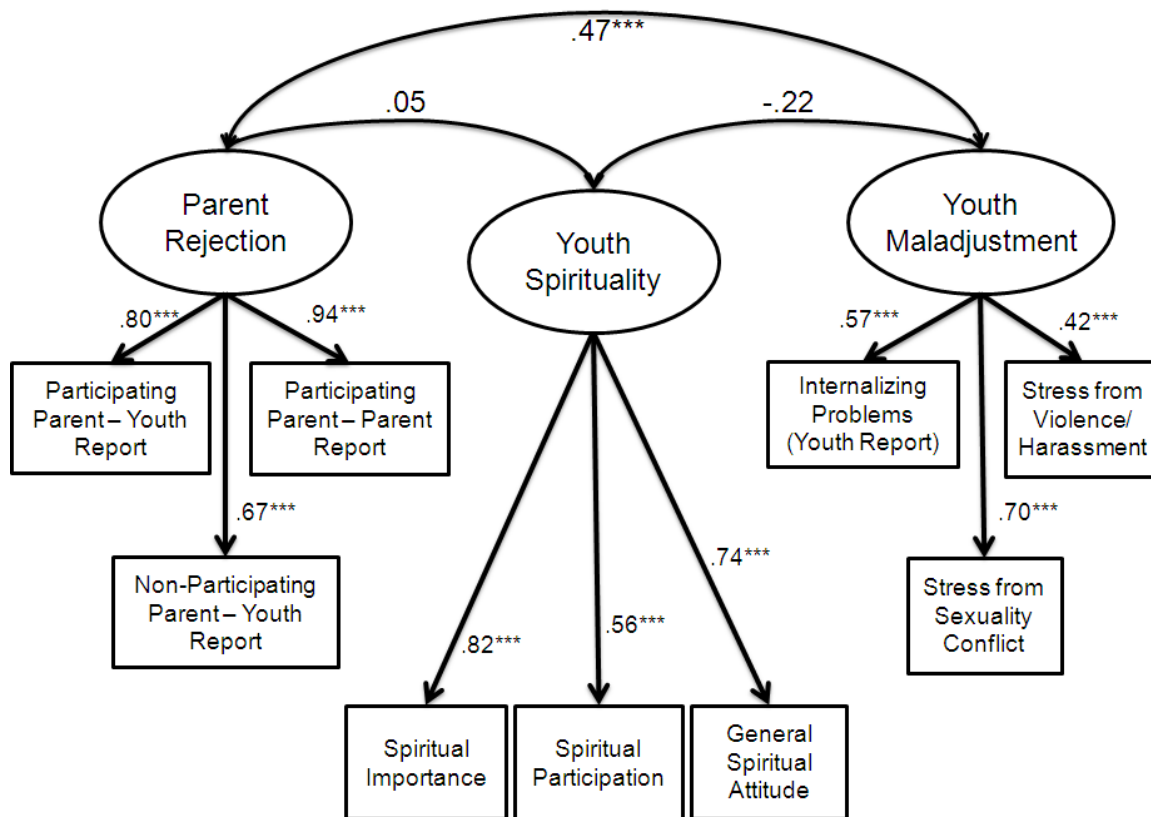 .47***
.05
-.22
Parent
Rejection
Youth
Spirituality
Youth
Maladjustment
.80***
.94***
.57***
.42***
Participating
Parent – Youth
Report
Participating
Parent – Parent
Report
Internalizing
Problems
(Youth Report)
Stress from
Violence/
Harassment
.67***
.70***
Non-Participating
Parent – Youth
Report
Stress from
Sexuality
Conflict
.82***
.56***
.74***
Spiritual
Importance
Spiritual
Participation
General
Spiritual
Attitude